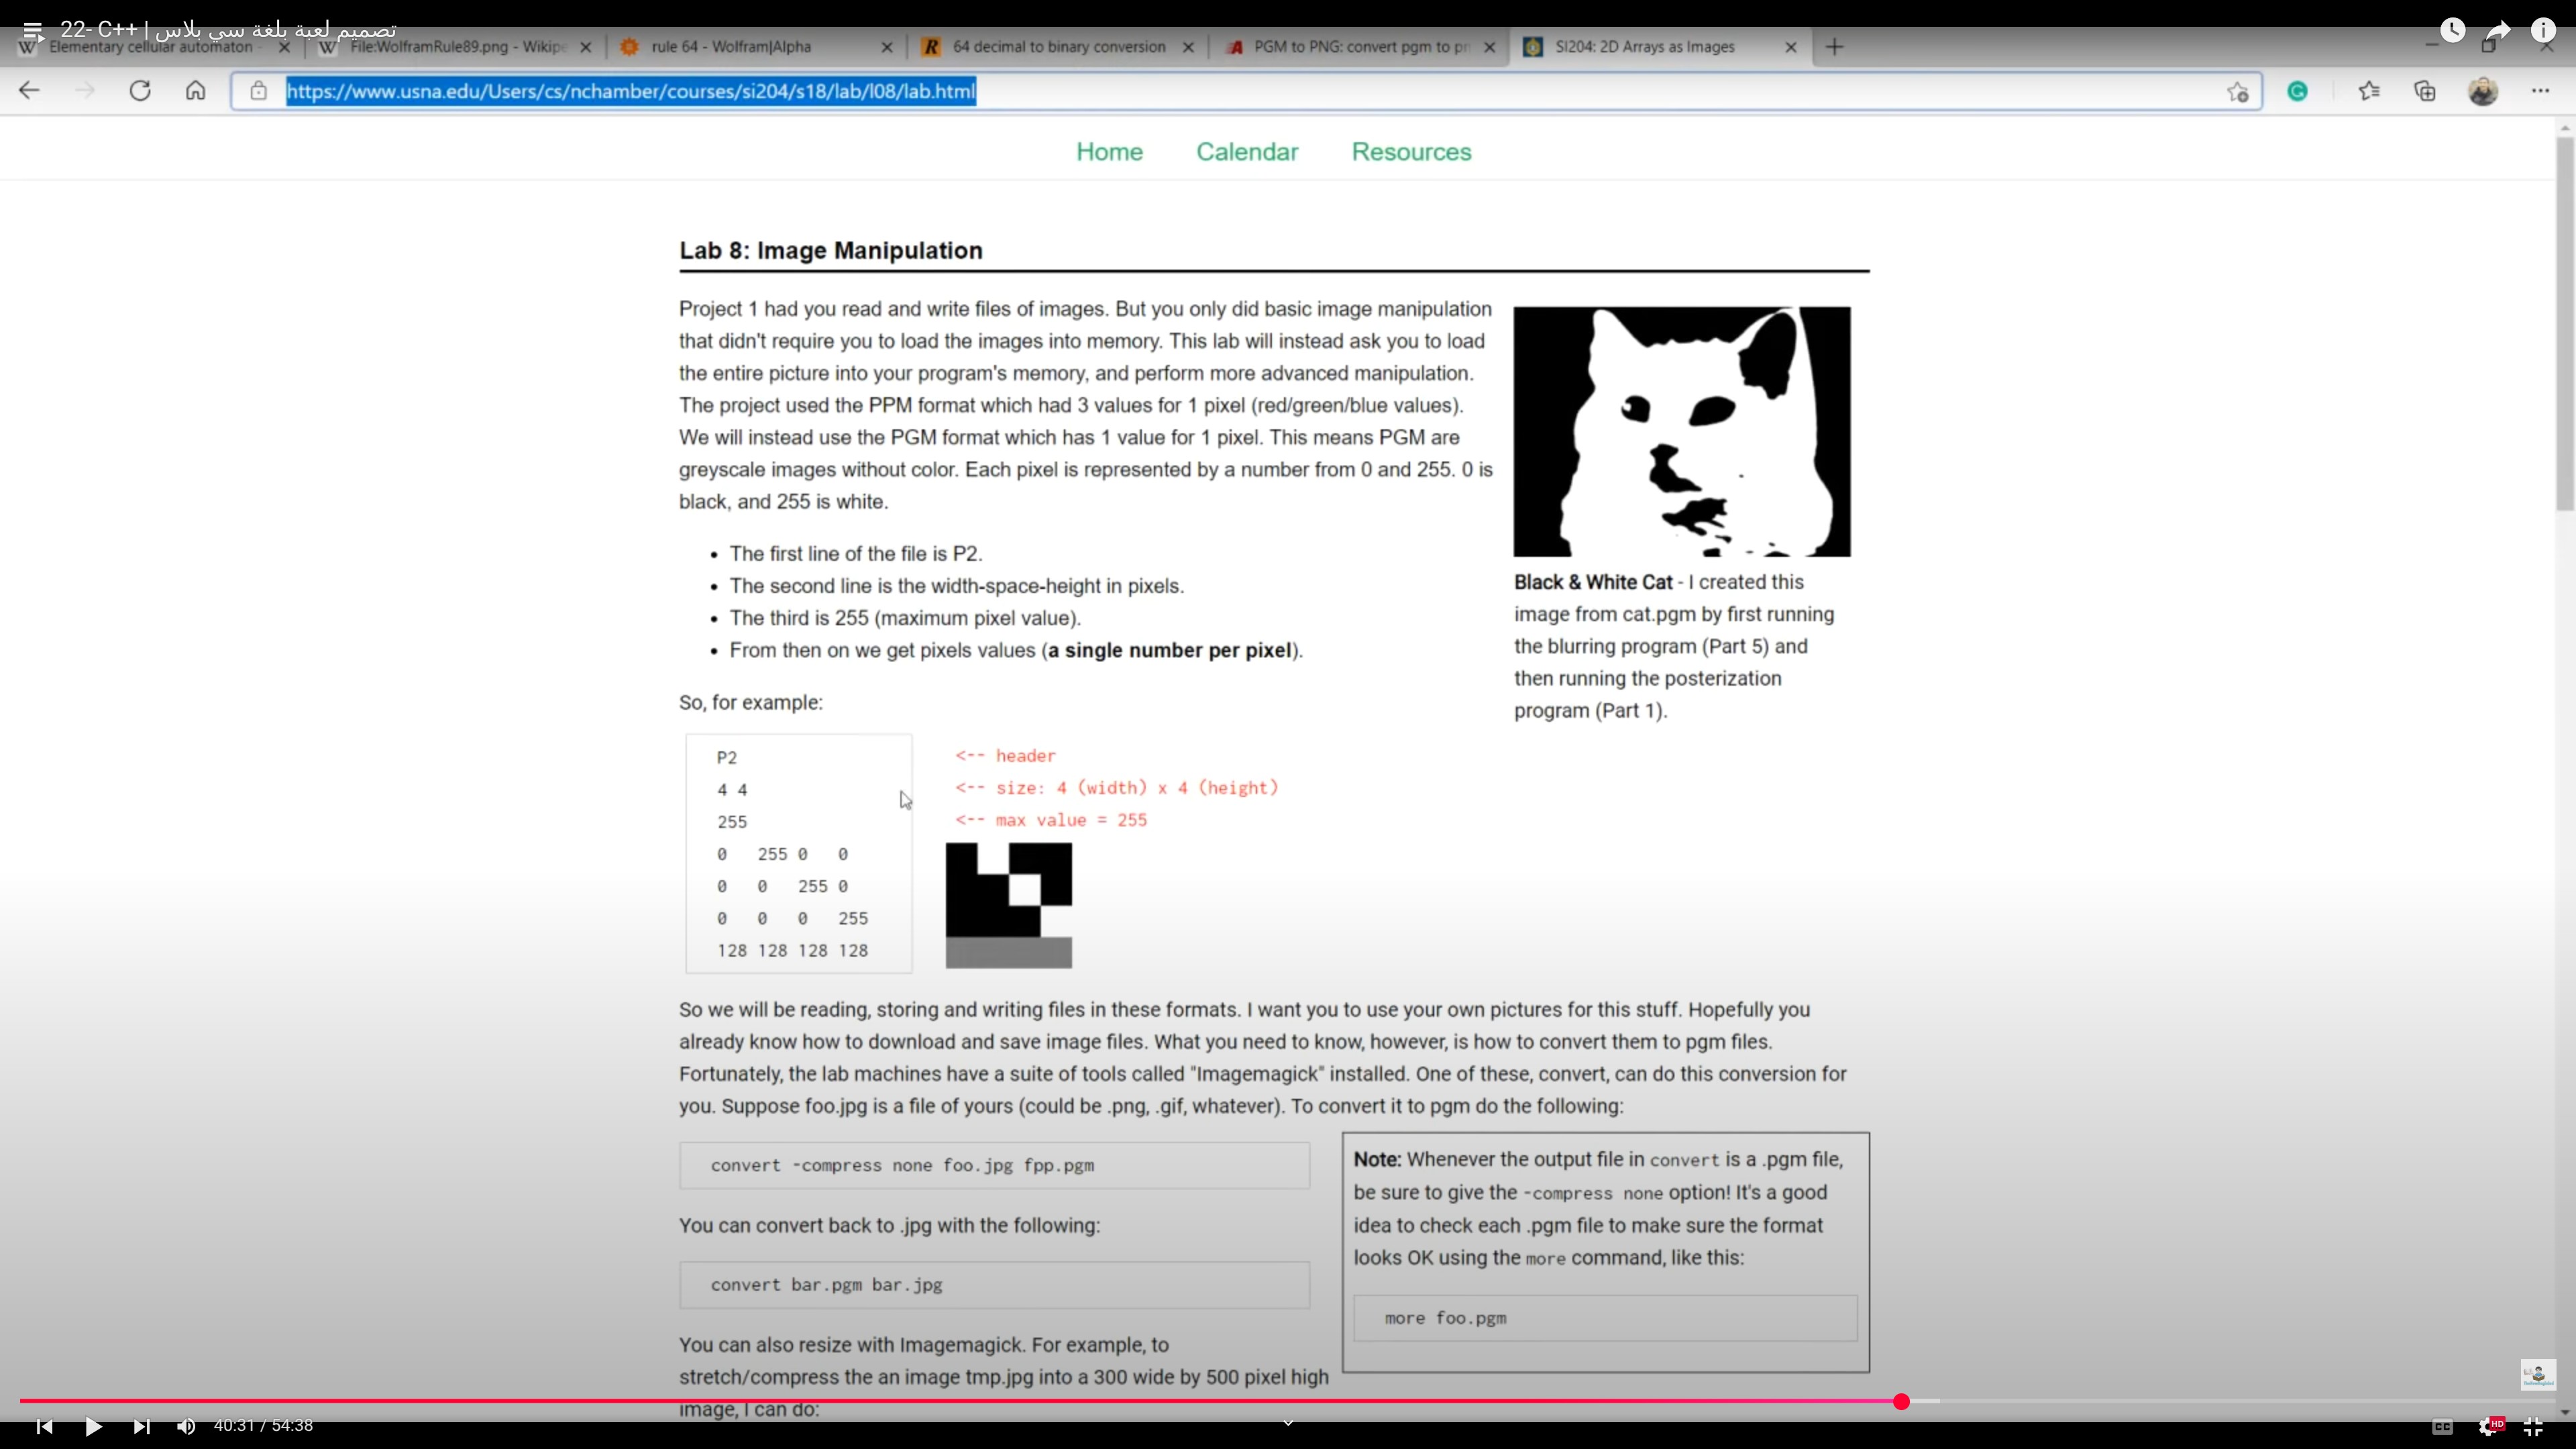 22- C++ | تصميم لعبة بلغة سي بلاس
Elementary cellular automaton
File:WolframRule89.png - Wikipe
rule 64 - Wolfram|Alpha
64 decimal to binary conversion
PGM to PNG: convert pgm to pn
SI204: 2D Arrays as Images
https://www.usna.edu/Users/cs/nchamber/courses/si204/s18/lab/l08/lab.html
Home Calendar Resources
Lab 8: Image Manipulation
Project 1 had you read and write files of images. But you only did basic image manipulation
that didn't require you to load the images into memory. This lab will instead ask you to load
the entire picture into your program's memory, and perform more advanced manipulation.
The project used the PPM format which had 3 values for 1 pixel (red/green/blue values).
We will instead use the PGM format which has 1 value for 1 pixel. This means PGM are
greyscale images without color. Each pixel is represented by a number from 0 and 255. 0 is
black, and 255 is white.
• The first line of the file is P2.
• The second line is the width-space-height in pixels.
• The third is 255 (maximum pixel value).
• From then on we get pixels values (a single number per pixel).
Black & White Cat - I created this
image from cat.pgm by first running
the blurring program (Part 5) and
then running the posterization
program (Part 1).
So, for example:
P2 <-- header
4 4 <-- size: 4 (width) x 4 (height)
255 <-- max value = 255
0 255 0 0
0 0 255 0
0 0 0 255
128 128 128 128
So we will be reading, storing and writing files in these formats. I want you to use your own pictures for this stuff. Hopefully you
already know how to download and save image files. What you need to know, however, is how to convert them to pgm files.
Fortunately, the lab machines have a suite of tools called "Imagemagick" installed. One of these, convert, can do this conversion for
you. Suppose foo.jpg is a file of yours (could be .png, .gif, whatever). To convert it to pgm do the following:
convert -compress none foo.jpg fpp.pgm
You can convert back to .jpg with the following:
convert bar.pgm bar.jpg
Note: Whenever the output file in convert is a .pgm file,
be sure to give the -compress none option! It's a good
idea to check each .pgm file to make sure the format
looks OK using the more command, like this:
more foo.pgm
You can also resize with Imagemagick. For example, to
stretch/compress the an image tmp.jpg into a 300 wide by 500 pixel high
image, I can do:
40:31 / 54:38
CC
HD